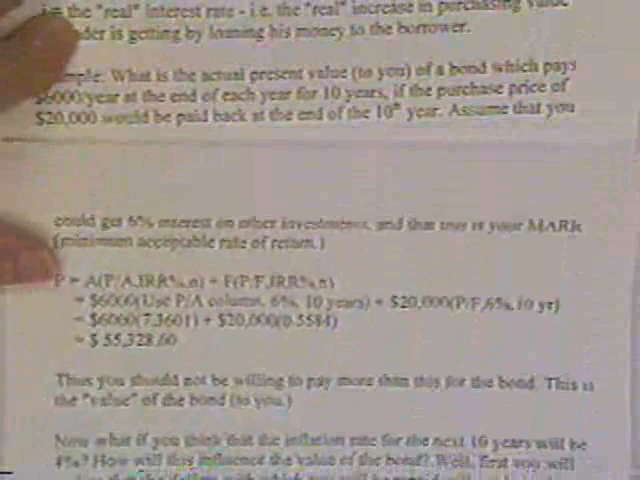 the "real" interest rate - i.e. the "real" increase in purchasing value
is getting by loaning his money to the borrower.
What is the actual present value (to you) of a bond which pays
$6000/year at the end of each year for 10 years, if the purchase price of
$20,000 would be paid back at the end of the 10th year. Assume that you
could get 6% interest on other investments, and that this is your MARR
(minimum acceptable rate of return.)
P = A(P/A,IRR%,n) + F(P/F,IRR%,n)
= $6000(Use P/A column, 6%, 10 years) + $20,000(P/F,6%,10 yr)
= $6000(7.3601) + $20,000(0.5584)
= $ 55,328.60
Thus you should not be willing to pay more than this for the bond. This is
the "value" of the bond (to you.)
Now what if you think that the inflation rate for the next 10 years will be
4%? How will this influence the value of the bond? Well, first you will